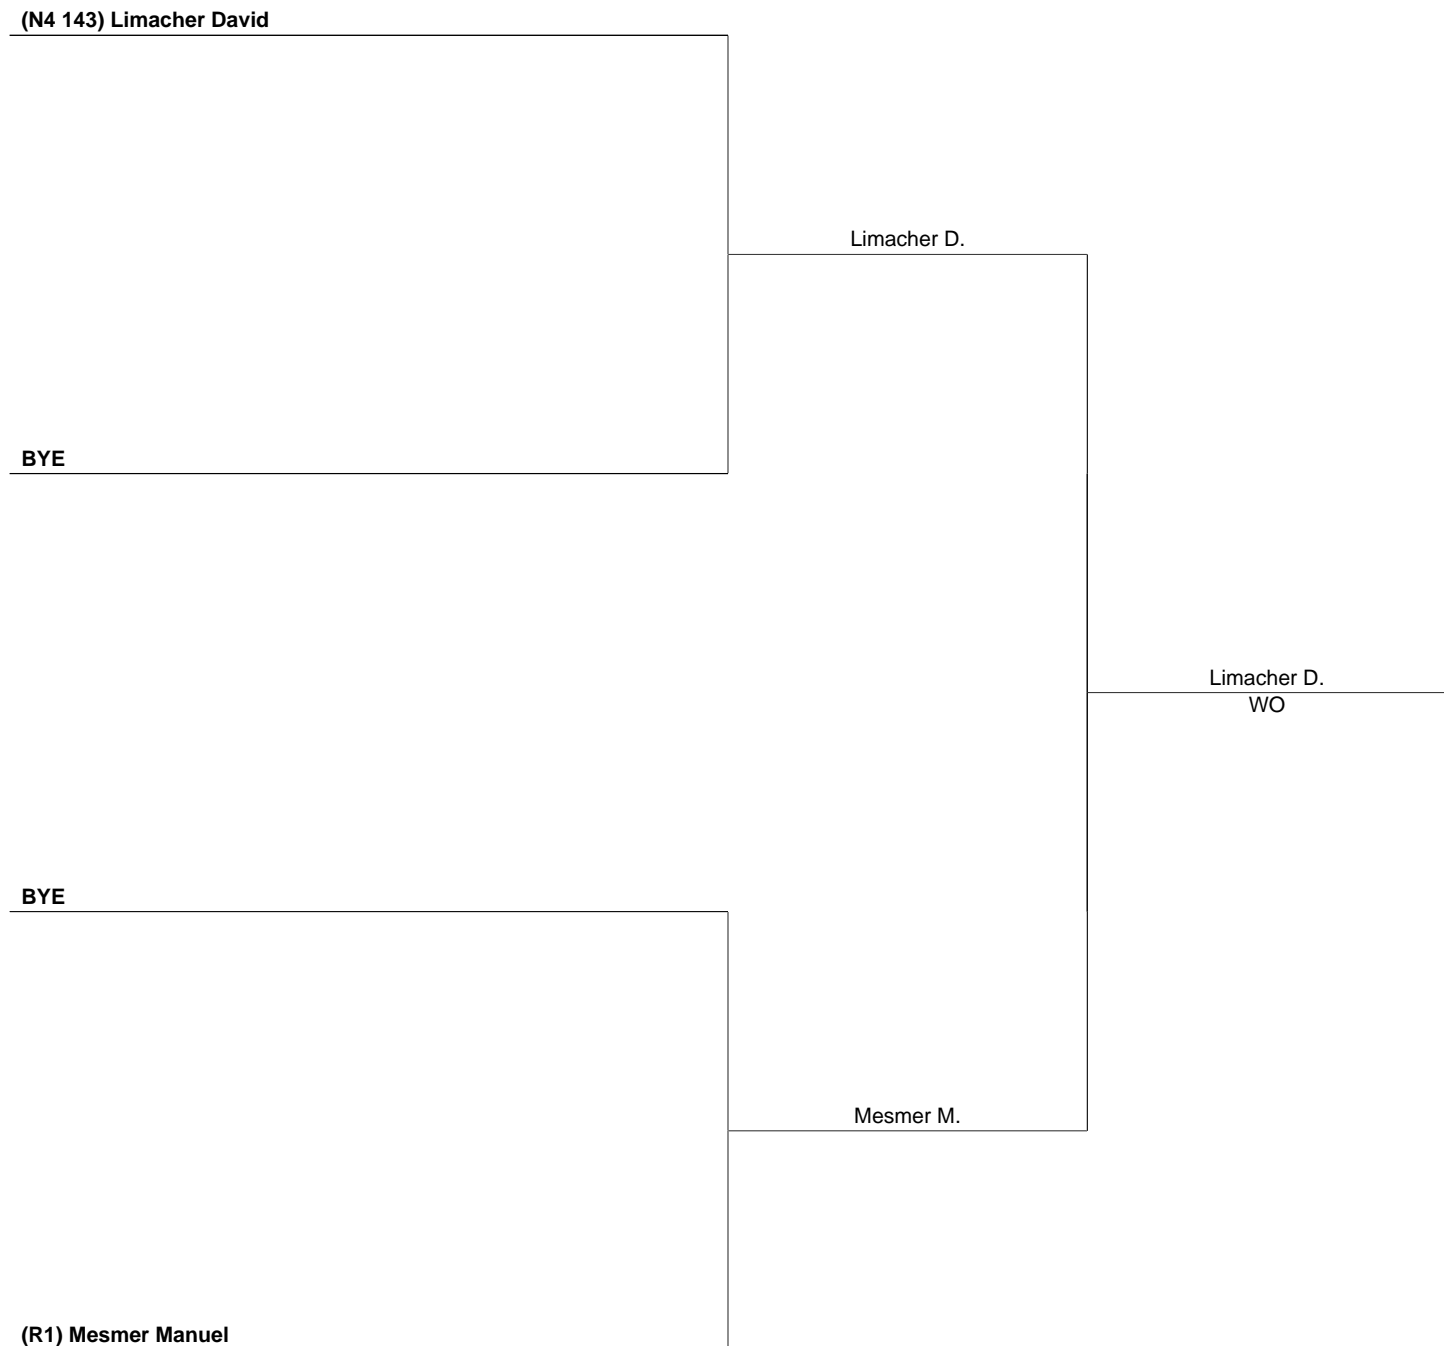 (N4 143) Limacher David
Limacher D.
BYE
Limacher D.
WO
BYE
Mesmer M.
(R1) Mesmer Manuel